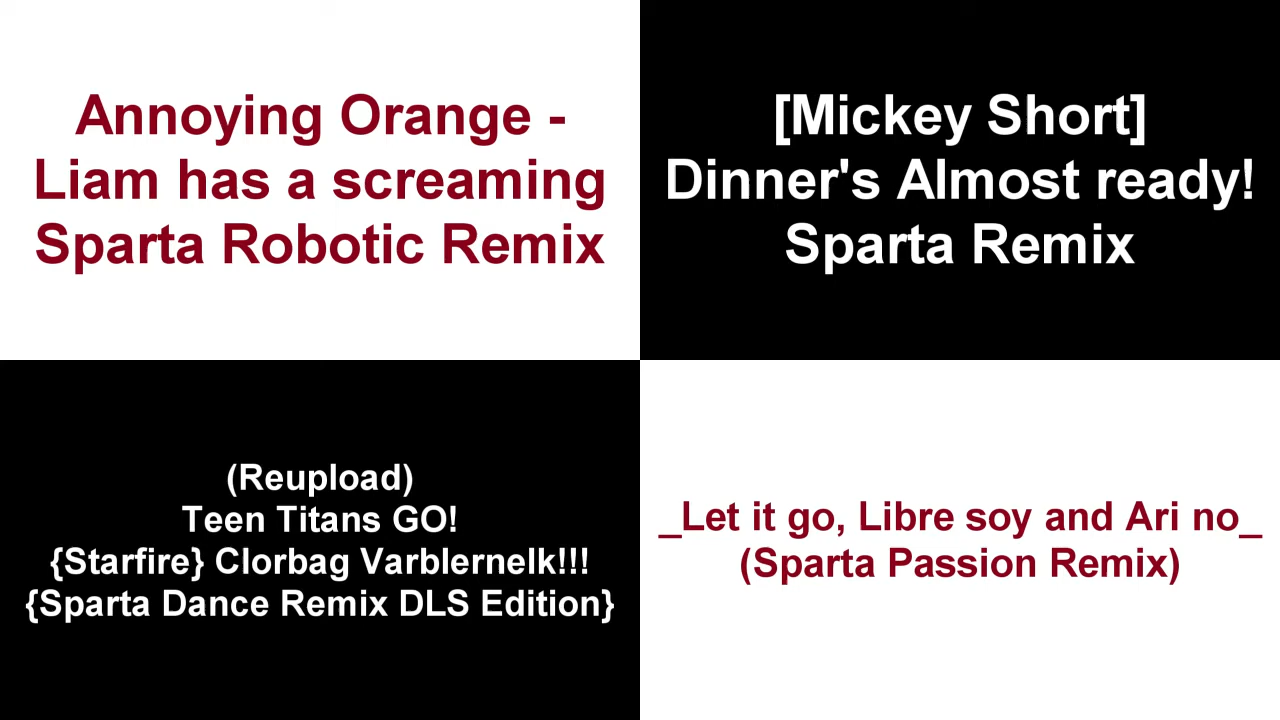 Annoying Orange -
Liam has a screaming
Sparta Robotic Remix
[Mickey Short]
Dinner's Almost ready!
Sparta Remix
(Reupload)
Teen Titans GO!
{Starfire} Clorbag Varblernelk!!!
{Sparta Dance Remix DLS Edition}
_Let it go, Libre soy and Ari no_
(Sparta Passion Remix)